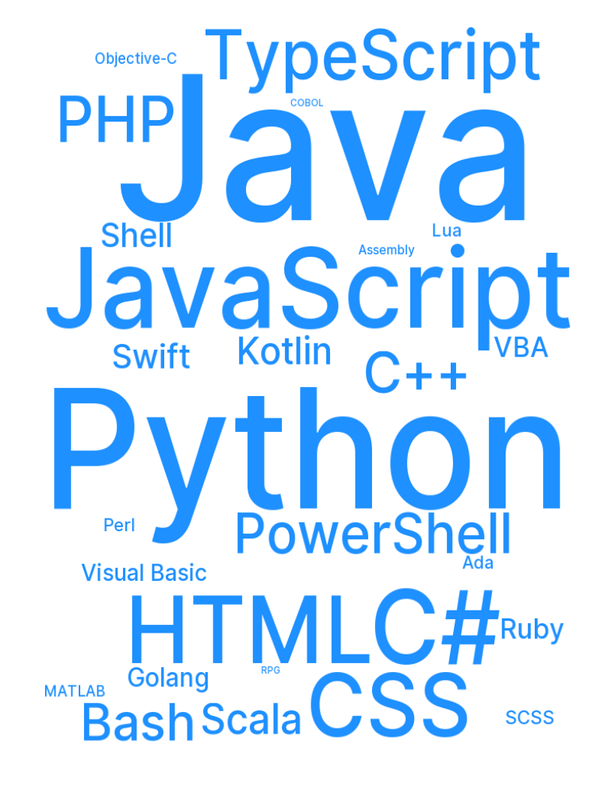 TypeScript
Objective-C
PHP
COBOL
Java
Shell
Lua
Assembly
JavaScript
Swift
Kotlin
VBA
C++
Python
Perl
PowerShell
Ada
Visual Basic
HTML
C#
Ruby
Golang
RPG
MATLAB
CSS
Bash
Scala
SCSS